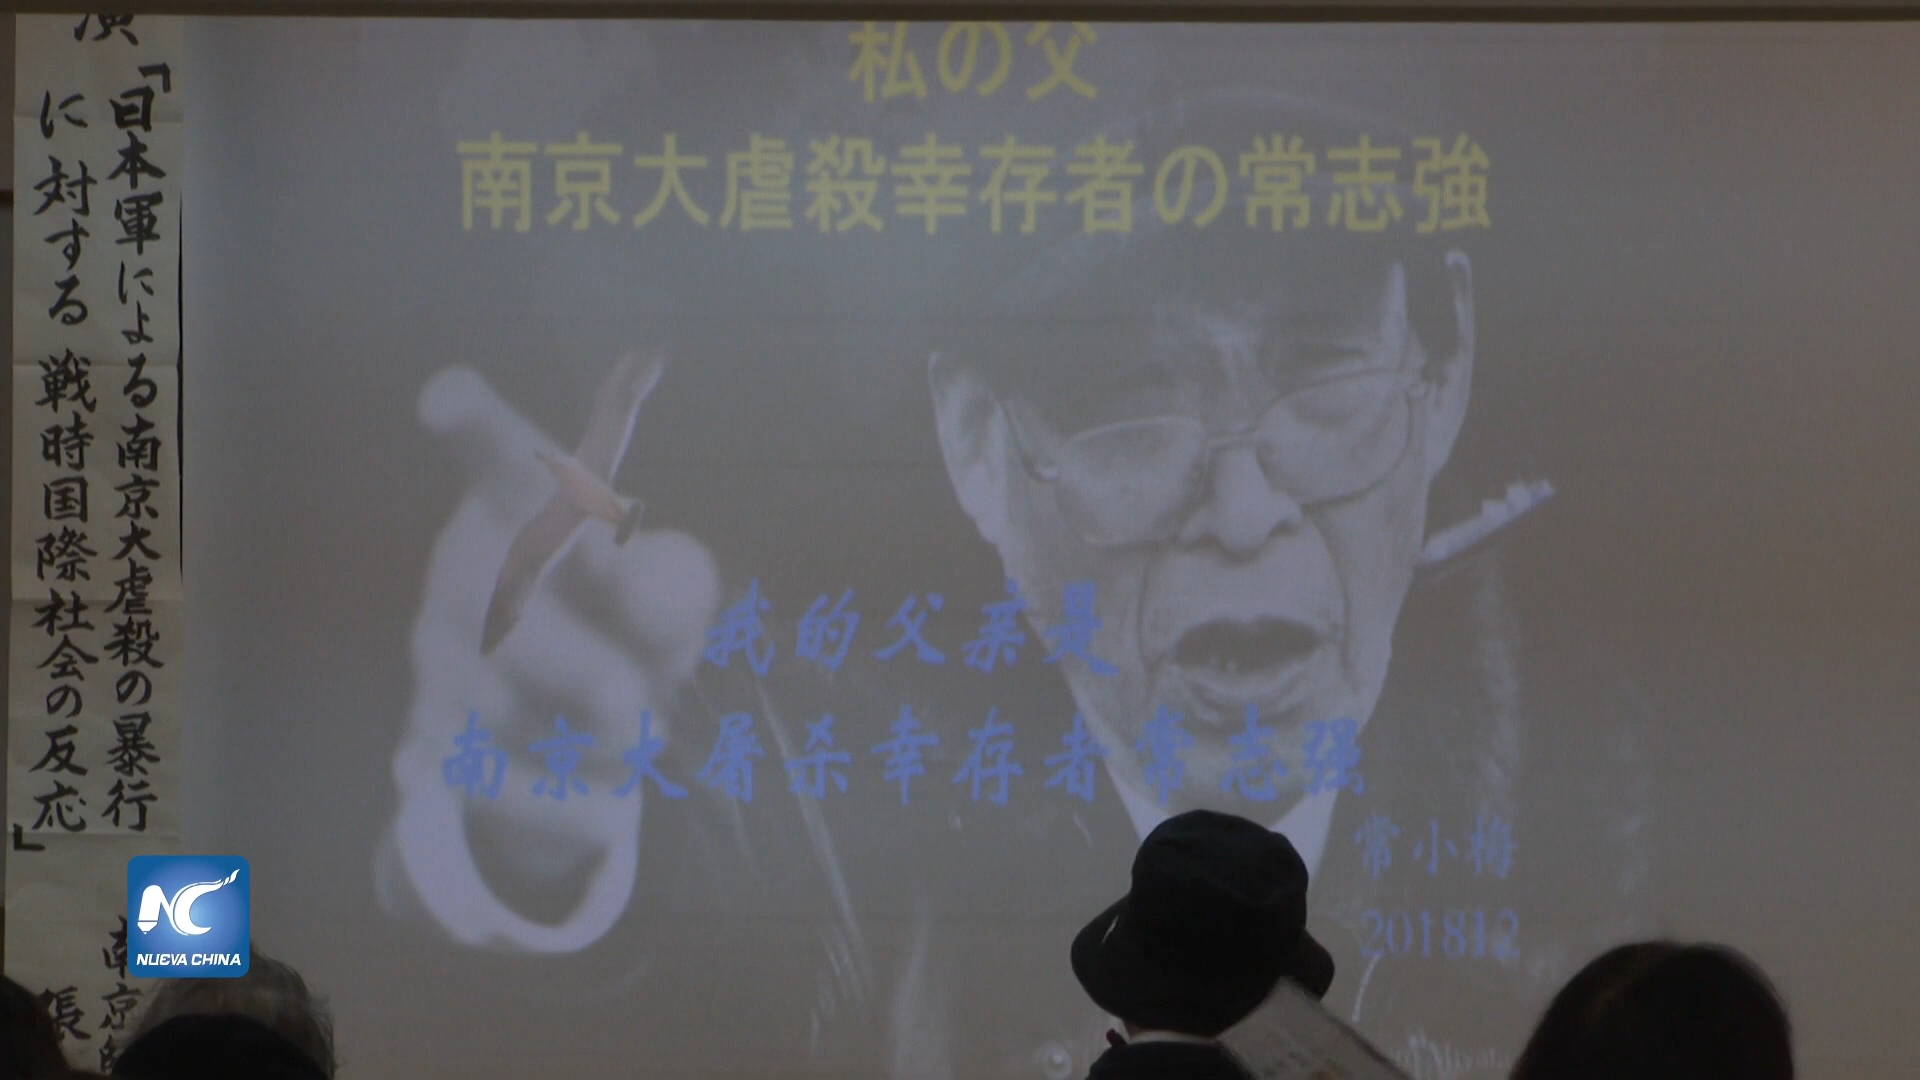 演
「日本軍による南京大虐殺の暴行
に対する戦時国際社会の反応」
南京
張
私の父
南京大虐殺幸存者の常志強
我的父亲是
南京大屠杀幸存者常志强
常小梅
201812
NUEVA CHINA